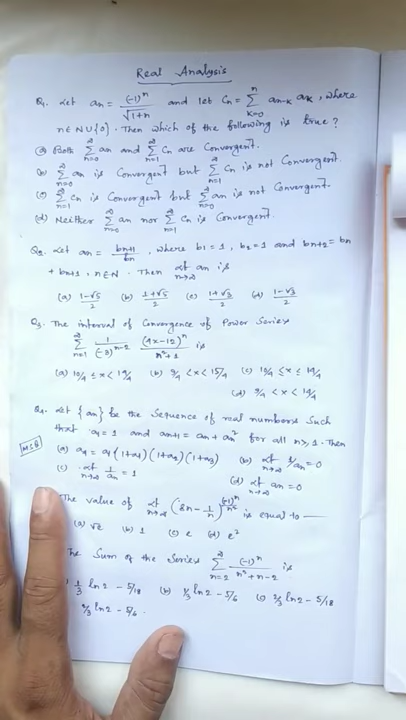 Real Analysis
Q1. Let an = (-1)^n / √(1+n) and let Cn = Σ_{k=0}^{n} a_{n-k} a_k, where
n∈NU{0}. Then which of the following is true?
(a) Both Σ_{n=0}^{∞} an and Σ_{n=1}^{∞} Cn are Convergent.
(b) Σ_{n=0}^{∞} an is Convergent but Σ_{n=1}^{∞} Cn is not Convergent.
(c) Σ_{n=1}^{∞} Cn is Convergent but Σ_{n=0}^{∞} an is not Convergent.
(d) Neither Σ_{n=0}^{∞} an nor Σ_{n=1}^{∞} Cn is Convergent.
Q2. Let an = bn+1 / bn, where b1 = 1, b2 = 1 and bn+2 = bn
+ bn+1, n∈N. Then lt_{n→∞} an is
(a) (1-√5)/2 (b) (1+√5)/2 (c) (1+√3)/2 (d) (1-√3)/2
Q3. The interval of Convergence of Power Series
Σ_{n=1}^{∞} 1/(-3)^{n-2} (4x-12)^n/(n²+1) is
(a) 10/4 ≤ x < 14/4 (b) 9/4 < x < 15/4 (c) 10/4 ≤ x ≤ 14/4
(d) 9/4 < x < 14/4
Q4. Let {an} be the Sequence of real numbers Such
that a1 = 1 and an+1 = an + an² for all n ≥ 1. Then
MSQ
(a) a4 = a1(1+a1)(1+a2)(1+a3) (b) lt_{n→∞} 1/an = 0
(c) lt_{n→∞} 1/an = 1
(d) lt_{n→∞} an = 0
The value of lt_{n→∞} (8n - 1/n)^{(-1)^n/n²} is equal to ___
(a) √e (b) 1 (c) e (d) e²
The Sum of the Series Σ_{n=2}^{∞} (-1)^n/(n²+n-2) is
1/3 ln2 - 5/18 (b) 1/3 ln2 - 5/6 (c) 2/3 ln2 - 5/18
2/3 ln2 - 5/6.